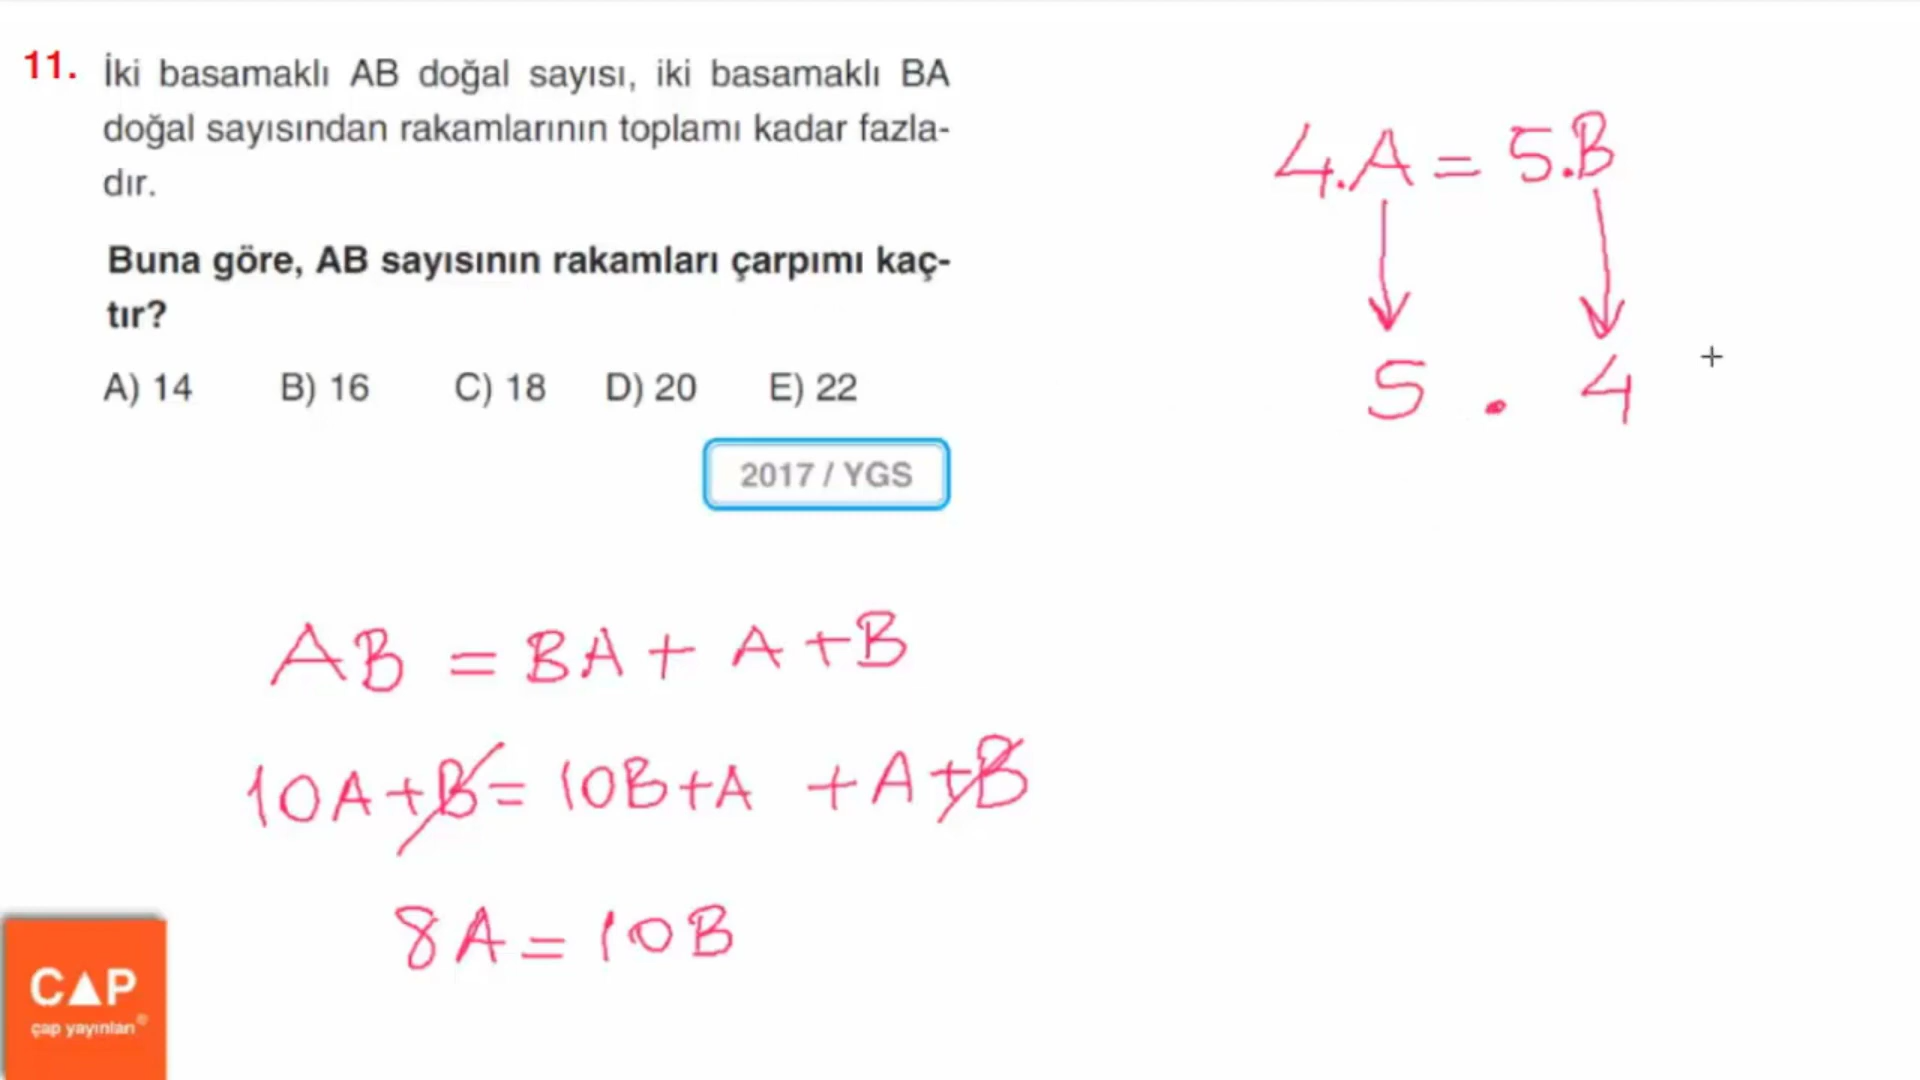 11. İki basamaklı AB doğal sayısı, iki basamaklı BA
doğal sayısından rakamlarının toplamı kadar fazla-
dır.
Buna göre, AB sayısının rakamları çarpımı kaç-
tır?
A) 14 B) 16 C) 18 D) 20 E) 22
2017 / YGS
AB = BA + A + B
10A + B = 10B + A + A + B
8A = 10B
4.A = 5.B
5 . 4
CAP
çap yayınları®